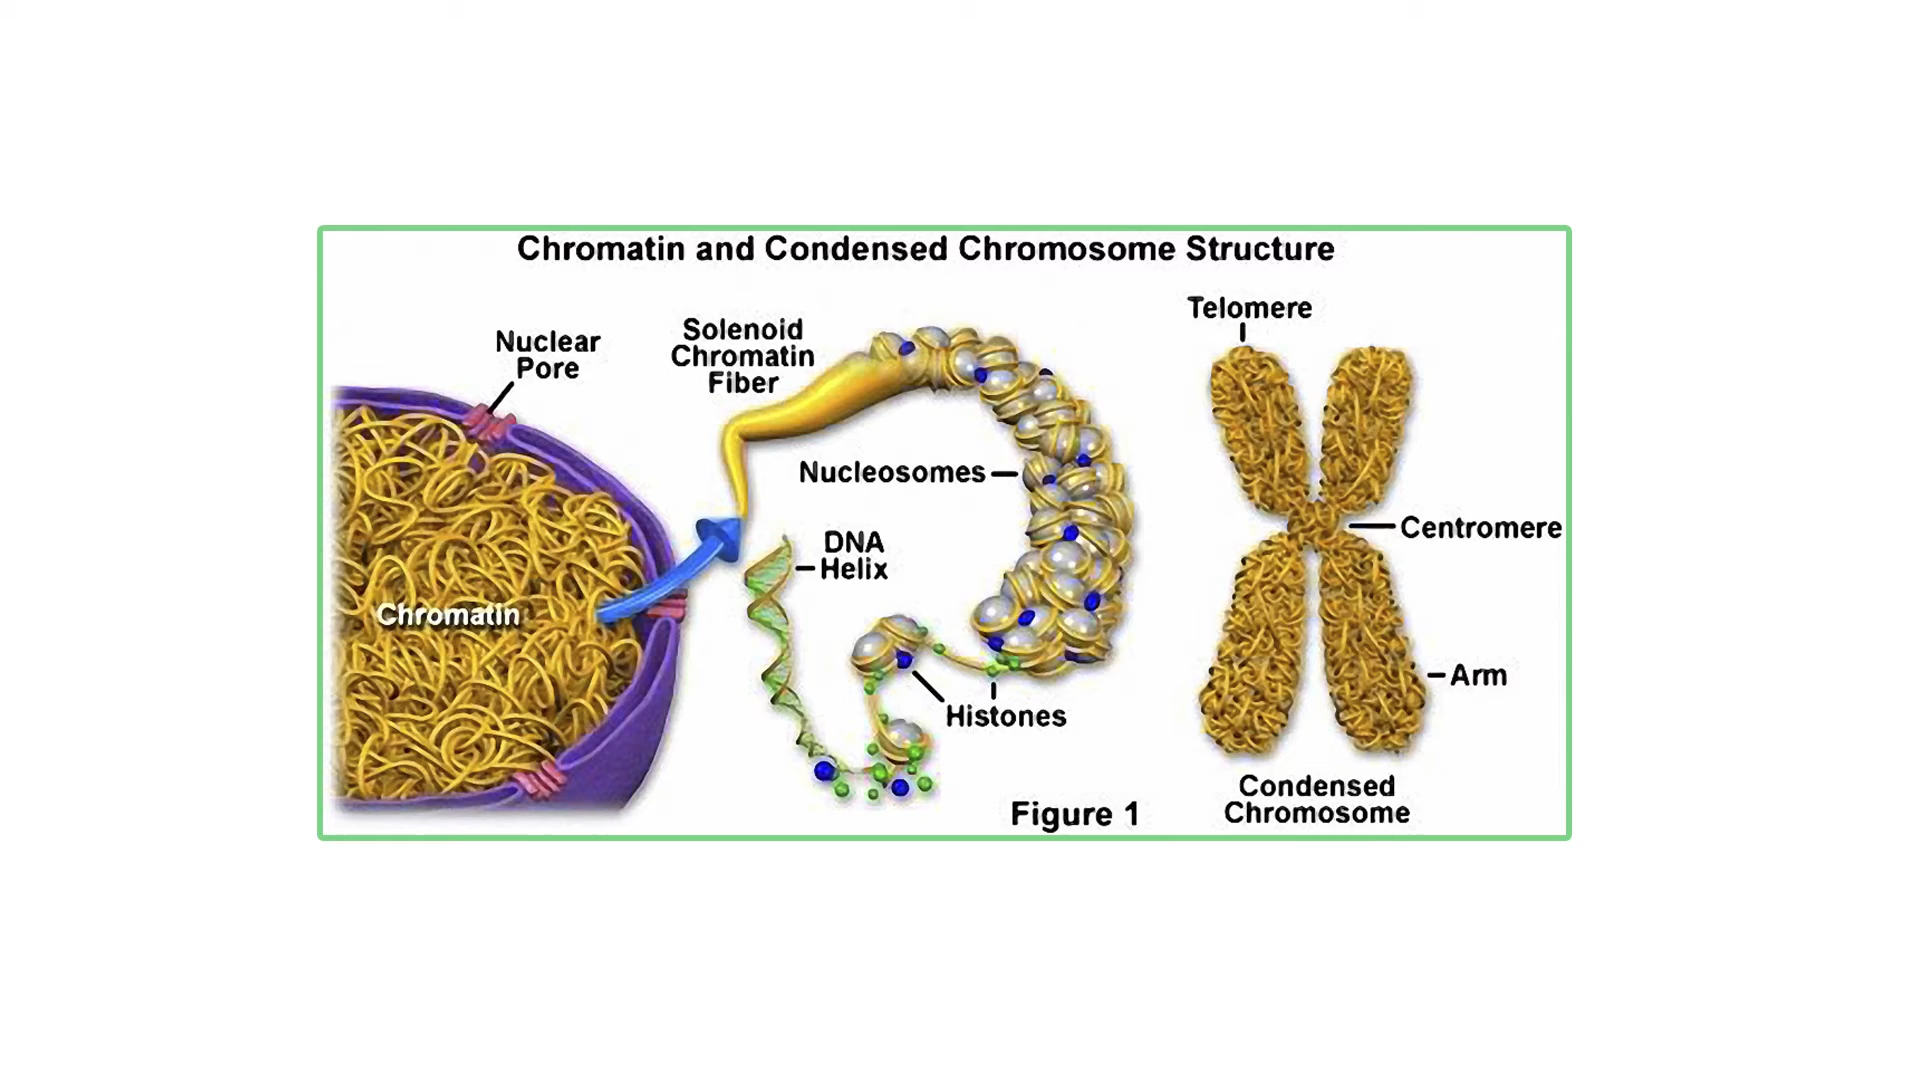 Chromatin and Condensed Chromosome Structure
Nuclear
Pore
Solenoid
Chromatin
Fiber
Telomere
Nucleosomes
DNA
Helix
Centromere
Chromatin
Histones
Arm
Condensed
Chromosome
Figure 1